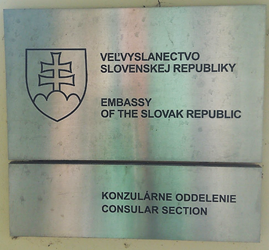 VEĽVYSLANECTVO
SLOVENSKEJ REPUBLIKY
EMBASSY
OF THE SLOVAK REPUBLIC
KONZULÁRNE ODDELENIE
CONSULAR SECTION